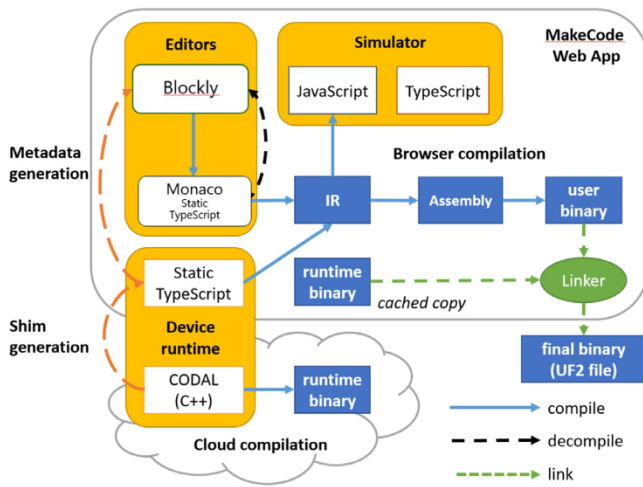 Editors
Simulator
MakeCode
Web App
Blockly
JavaScript
TypeScript
Metadata
generation
Browser compilation
Monaco
Static
TypeScript
IR
Assembly
user
binary
Static
TypeScript
runtime
binary
cached copy
Linker
Shim
generation
Device
runtime
final binary
(UF2 file)
CODAL
(C++)
runtime
binary
Cloud compilation
compile
decompile
link